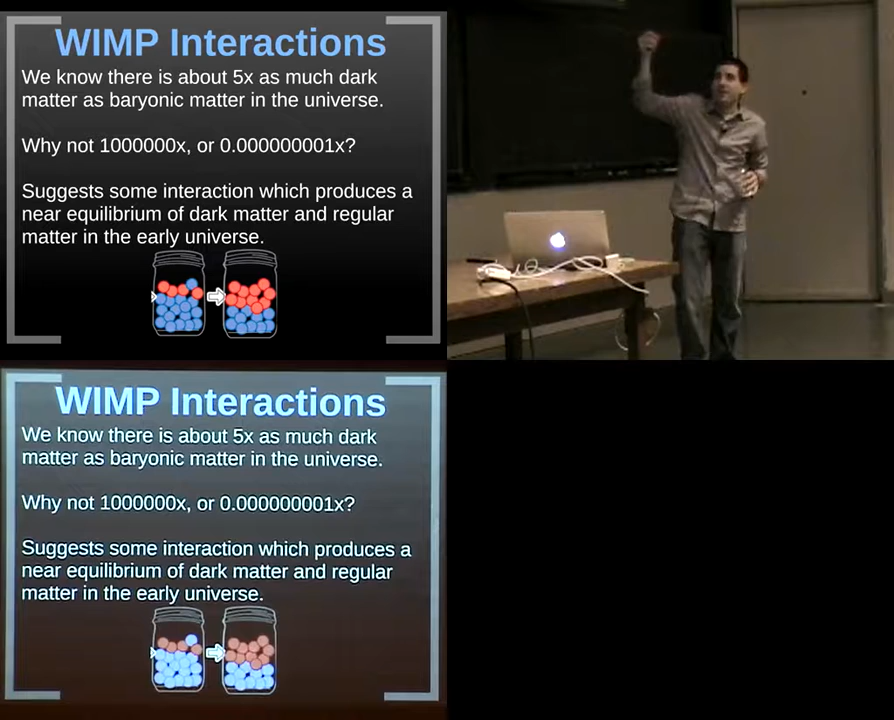 WIMP Interactions
We know there is about 5x as much dark
matter as baryonic matter in the universe.
Why not 1000000x, or 0.000000001x?
Suggests some interaction which produces a
near equilibrium of dark matter and regular
matter in the early universe.
WIMP Interactions
We know there is about 5x as much dark
matter as baryonic matter in the universe.
Why not 1000000x, or 0.000000001x?
Suggests some interaction which produces a
near equilibrium of dark matter and regular
matter in the early universe.